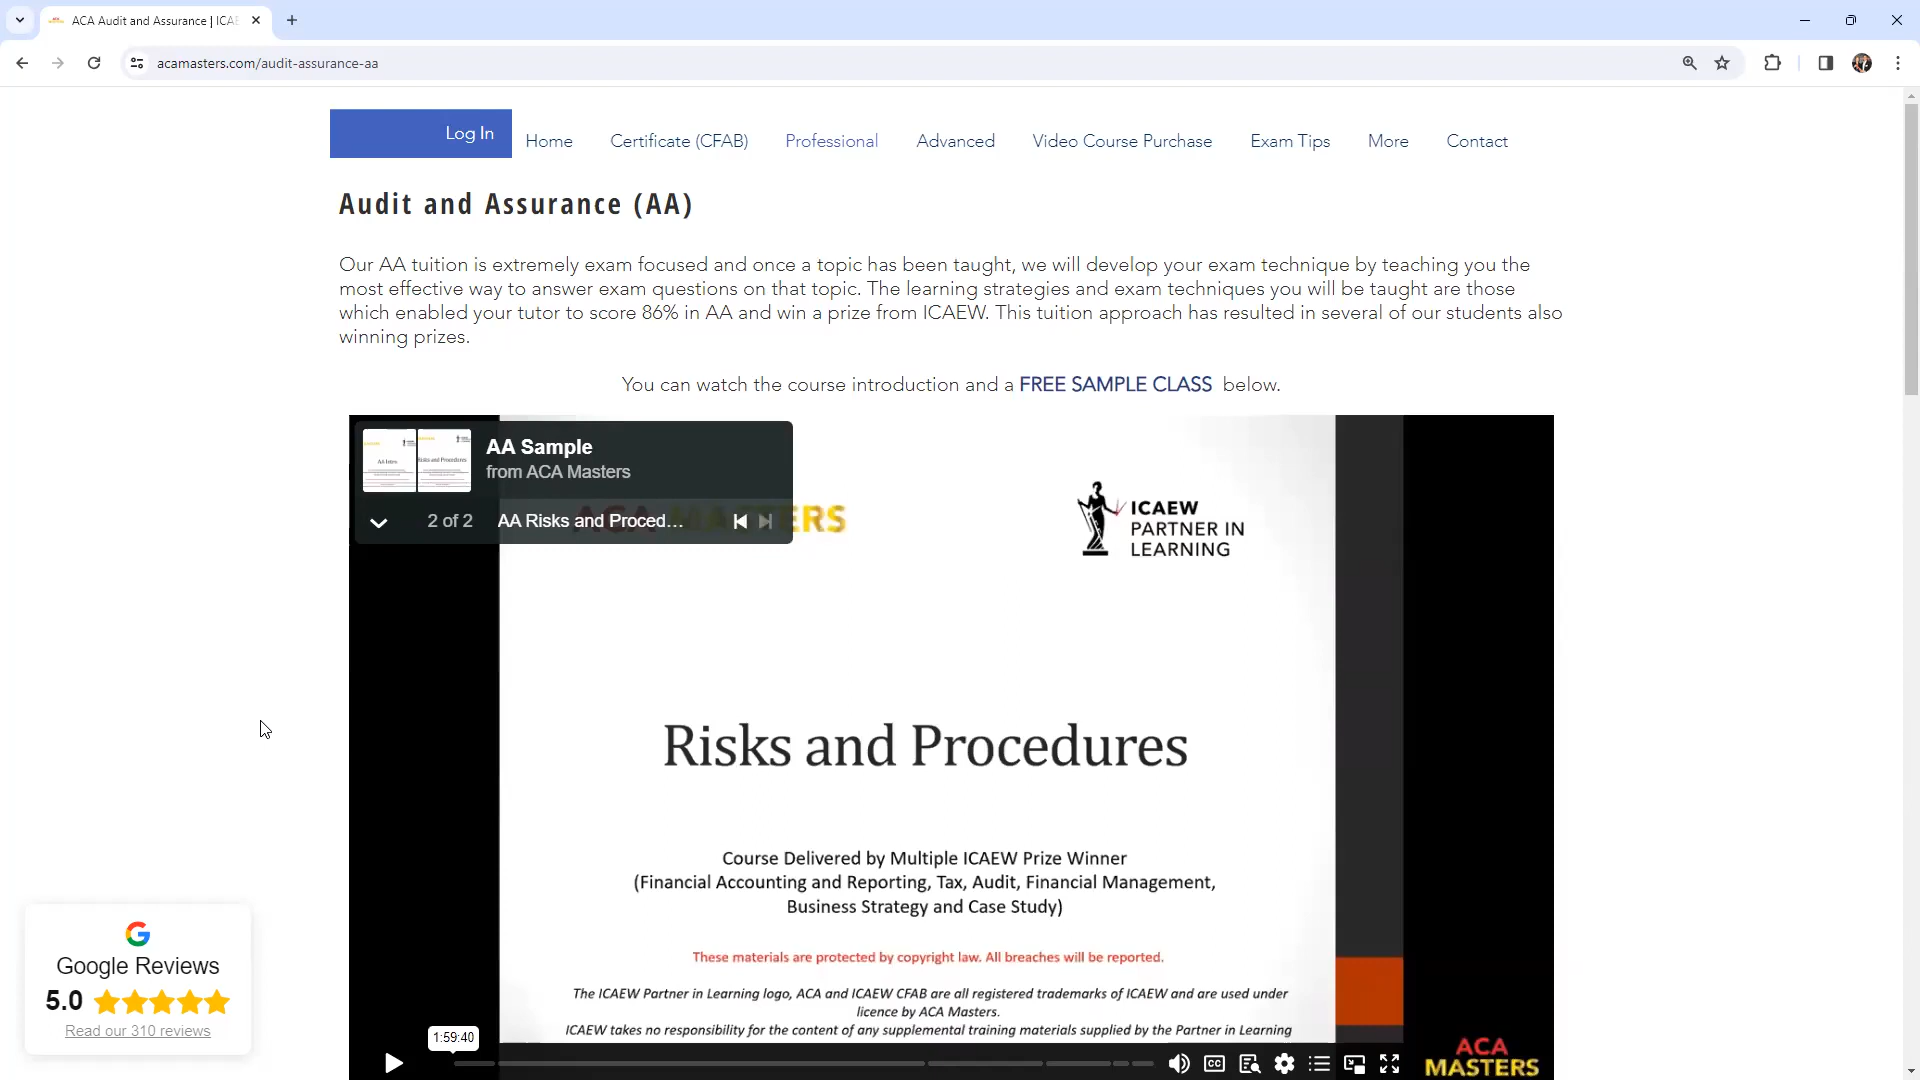 ACA Audit and Assurance | ICAE
acamasters.com/audit-assurance-aa
Log In
Home
Certificate (CFAB)
Professional
Advanced
Video Course Purchase
Exam Tips
More
Contact
Audit and Assurance (AA)
Our AA tuition is extremely exam focused and once a topic has been taught, we will develop your exam technique by teaching you the
most effective way to answer exam questions on that topic. The learning strategies and exam techniques you will be taught are those
which enabled your tutor to score 86% in AA and win a prize from ICAEW. This tuition approach has resulted in several of our students also
winning prizes.
You can watch the course introduction and a FREE SAMPLE CLASS below.
AA Intro
Risks and Procedures
AA Sample
from ACA Masters
2 of 2
AA Risks and Proced...
ACA MASTERS
ICAEW
PARTNER IN
LEARNING
Risks and Procedures
Course Delivered by Multiple ICAEW Prize Winner
(Financial Accounting and Reporting, Tax, Audit, Financial Management,
Business Strategy and Case Study)
These materials are protected by copyright law. All breaches will be reported.
The ICAEW Partner in Learning logo, ACA and ICAEW CFAB are all registered trademarks of ICAEW and are used under
licence by ACA Masters.
ICAEW takes no responsibility for the content of any supplemental training materials supplied by the Partner in Learning
1:59:40
CC
ACA
MASTERS
Google Reviews
5.0
Read our 310 reviews